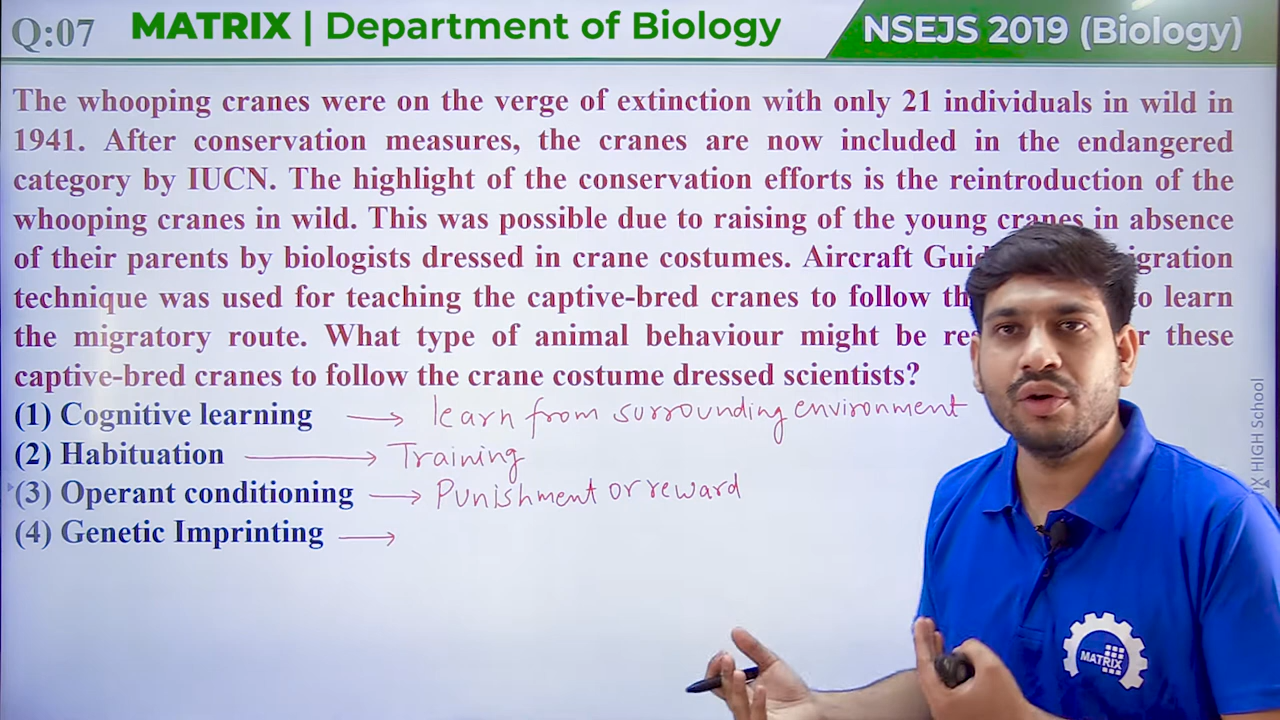 Q:07 MATRIX | Department of Biology NSEJS 2019 (Biology)
The whooping cranes were on the verge of extinction with only 21 individuals in wild in
1941. After conservation measures, the cranes are now included in the endangered
category by IUCN. The highlight of the conservation efforts is the reintroduction of the
whooping cranes in wild. This was possible due to raising of the young cranes in absence
of their parents by biologists dressed in crane costumes. Aircraft
technique was used for teaching the captive-bred cranes to follow to learn
the migratory route. What type of animal behaviour might be these
captive-bred cranes to follow the crane costume dressed scientists?
(1) Cognitive learning → learn from surrounding environment
(2) Habituation → Training
(3) Operant conditioning → Punishment or reward
(4) Genetic Imprinting →
HIGH School
MATRIX